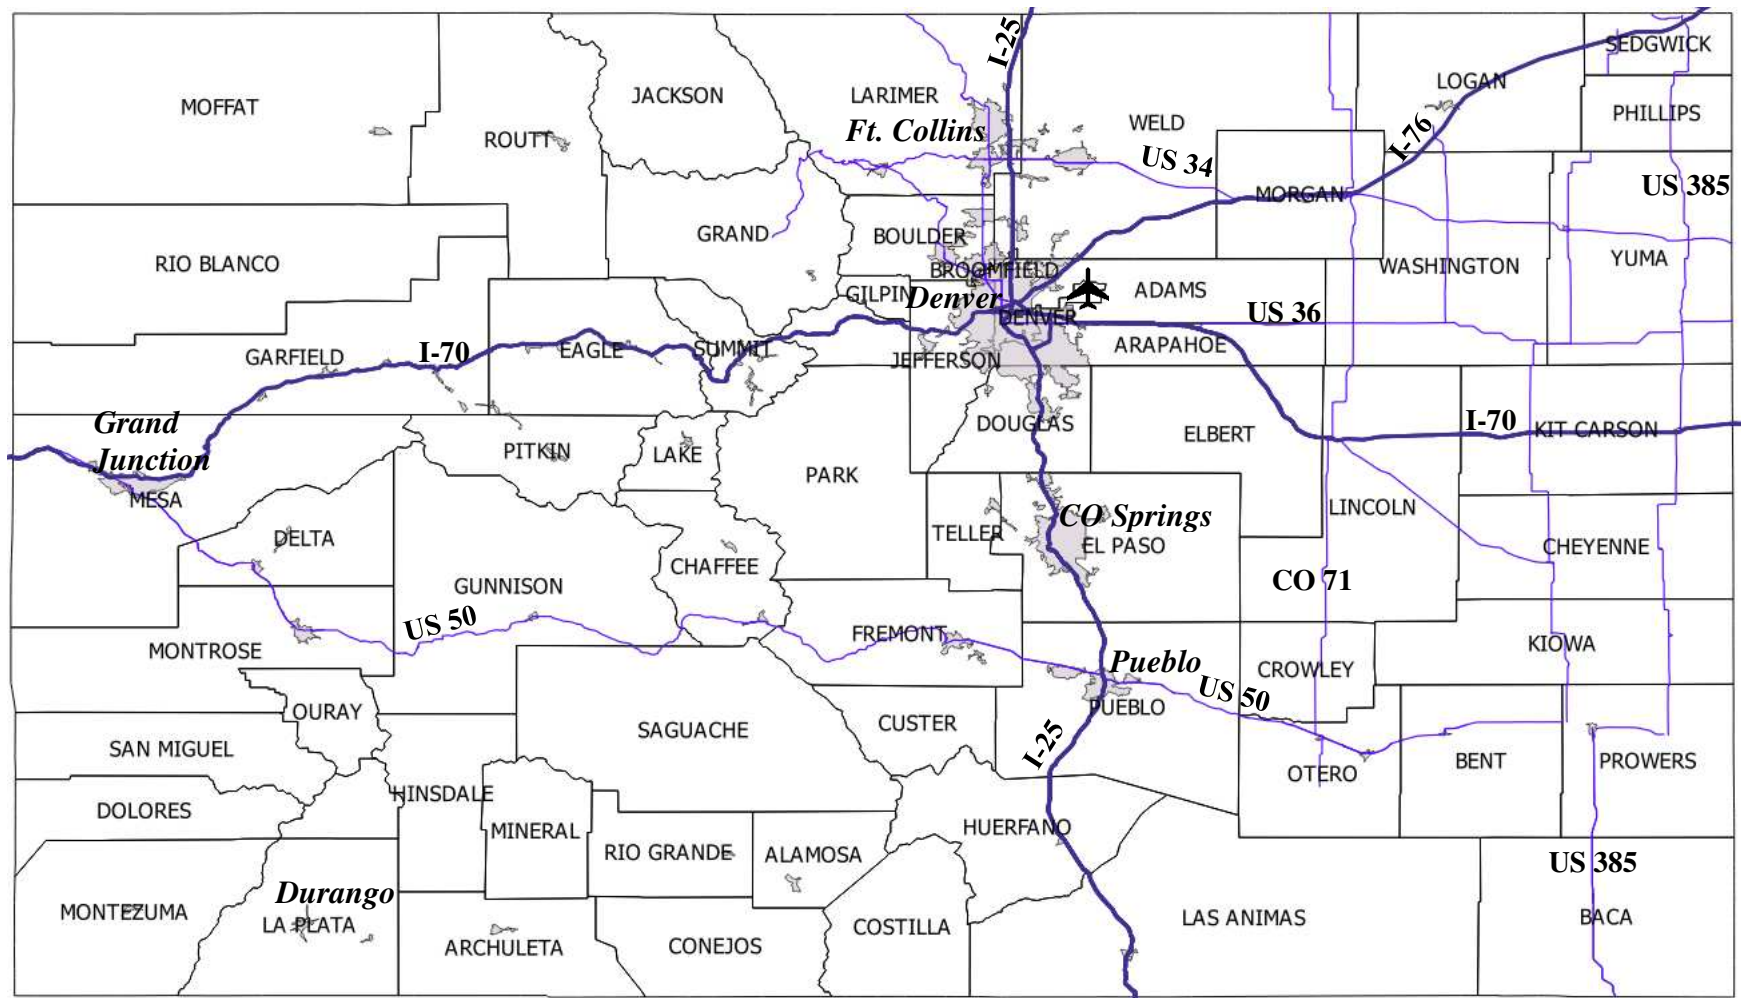 I-25
SEDGWICK
LOGAN
JACKSON
LARIMER
MOFFAT
PHILLIPS
WELD
Ft. Collins
ROUTT
I-76
US 34
US 385
MORGAN
GRAND
BOULDER
RIO BLANCO
BROOMFIELD
WASHINGTON
YUMA
GILPIN
Denver
ADAMS
DENVER
US 36
ARAPAHOE
GARFIELD
I-70
EAGLE
SUMMIT
JEFFERSON
Grand
Junction
DOUGLAS
ELBERT
I-70
KIT CARSON
PITKIN
LAKE
PARK
MESA
LINCOLN
CO Springs
DELTA
TELLER
EL PASO
CHEYENNE
CHAFFEE
GUNNISON
CO 71
US 50
FREMONT
MONTROSE
KIOWA
Pueblo
CROWLEY
US 50
OURAY
PUEBLO
SAGUACHE
CUSTER
SAN MIGUEL
I-25
OTERO
BENT
PROWERS
HINSDALE
DOLORES
MINERAL
HUERFANO
RIO GRANDE
ALAMOSA
US 385
Durango
MONTEZUMA
LA PLATA
COSTILLA
LAS ANIMAS
BACA
ARCHULETA
CONEJOS